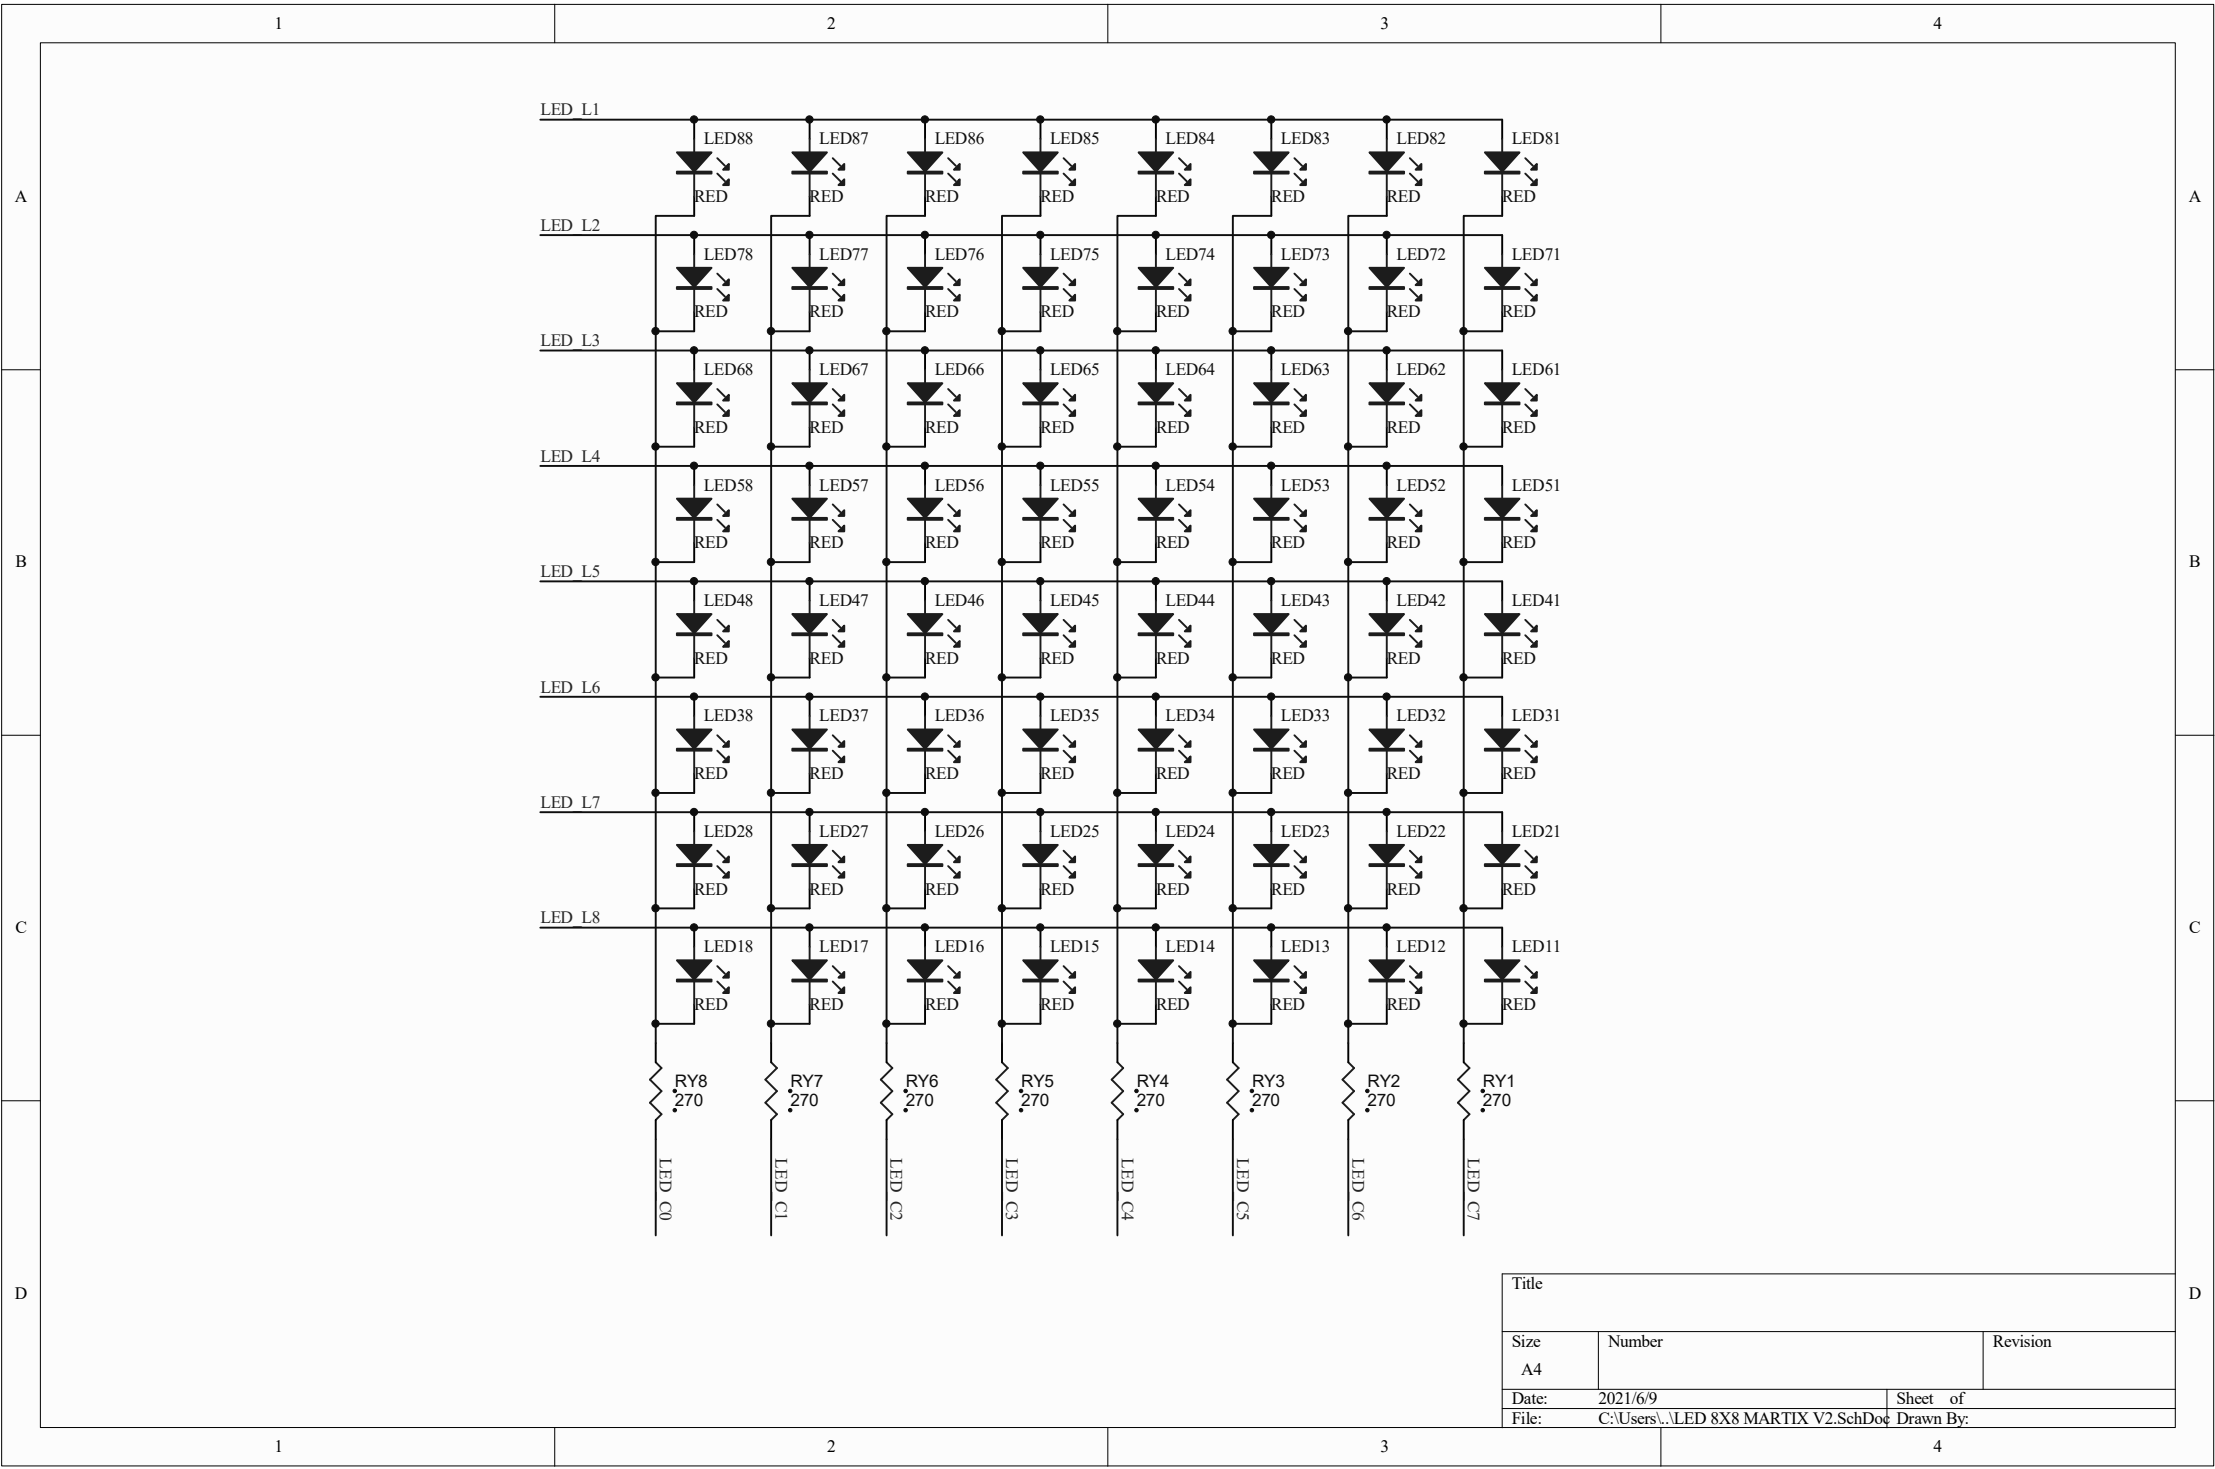 1 2 3 4
LED_L1
LED88 LED87 LED86 LED85 LED84 LED83 LED82 LED81
A A
RED RED RED RED RED RED RED RED
LED_L2
LED78 LED77 LED76 LED75 LED74 LED73 LED72 LED71
RED RED RED RED RED RED RED RED
LED_L3
LED68 LED67 LED66 LED65 LED64 LED63 LED62 LED61
RED RED RED RED RED RED RED RED
LED_L4
LED58 LED57 LED56 LED55 LED54 LED53 LED52 LED51
RED RED RED RED RED RED RED RED
B B
LED_L5
LED48 LED47 LED46 LED45 LED44 LED43 LED42 LED41
RED RED RED RED RED RED RED RED
LED_L6
LED38 LED37 LED36 LED35 LED34 LED33 LED32 LED31
RED RED RED RED RED RED RED RED
LED_L7
LED28 LED27 LED26 LED25 LED24 LED23 LED22 LED21
RED RED RED RED RED RED RED RED
LED_L8
C C
LED18 LED17 LED16 LED15 LED14 LED13 LED12 LED11
RED RED RED RED RED RED RED RED
RY8 RY7 RY6 RY5 RY4 RY3 RY2 RY1
270 270 270 270 270 270 270 270
LED_C0 LED_C1 LED_C2 LED_C3 LED_C4 LED_C5 LED_C6 LED_C7
D D
Title
Size Number Revision
A4
Date: 2021/6/9 Sheet of
File: C:\Users\..\LED 8X8 MARTIX V2.SchDoc Drawn By:
1 2 3 4